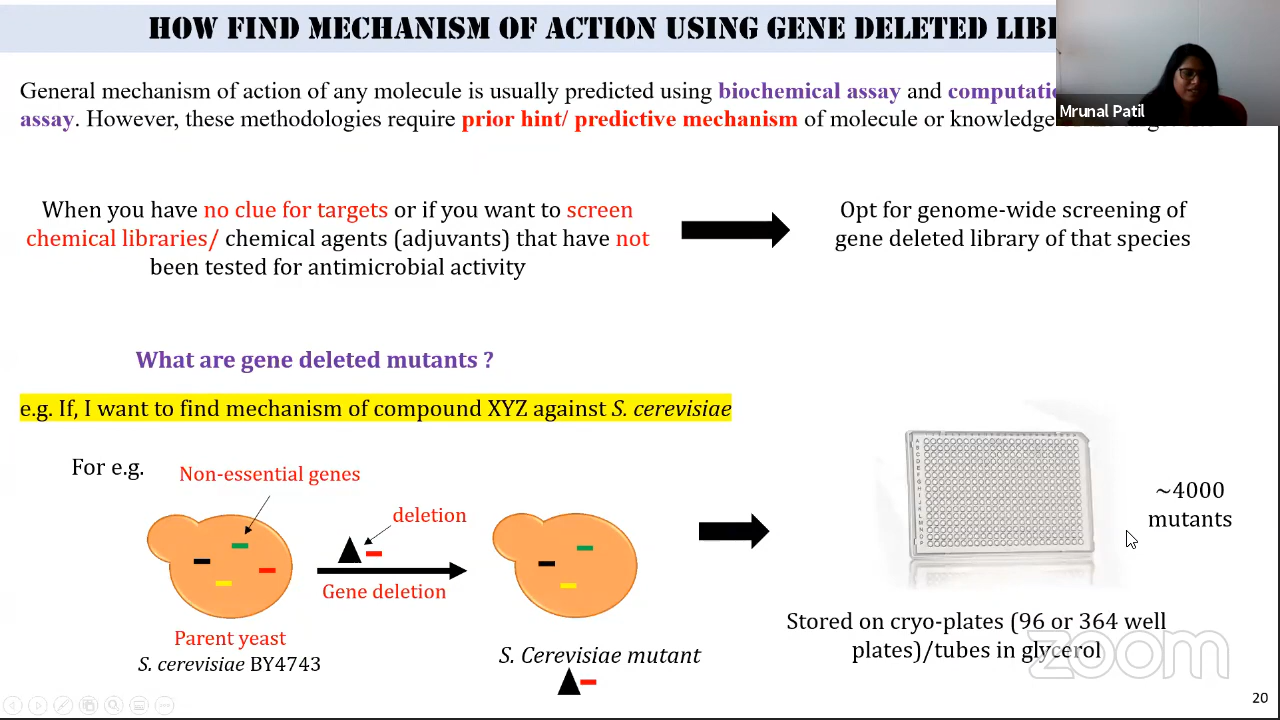 HOW FIND MECHANISM OF ACTION USING GENE DELETED
General mechanism of action of any molecule is usually predicted using biochemical assay and
assay. However, these methodologies require prior hint/ predictive mechanism of molecule or knowledge
Mrunal Patil
When you have no clue for targets or if you want to screen
chemical libraries/ chemical agents (adjuvants) that have not
been tested for antimicrobial activity
Opt for genome-wide screening of
gene deleted library of that species
What are gene deleted mutants ?
e.g. If, I want to find mechanism of compound XYZ against S. cerevisiae
For e.g.
Non-essential genes
deletion
Gene deletion
Parent yeast
S. cerevisiae BY4743
S. Cerevisiae mutant
~4000
mutants
Stored on cryo-plates (96 or 364 well
plates)/tubes in glycerol
zoom
20